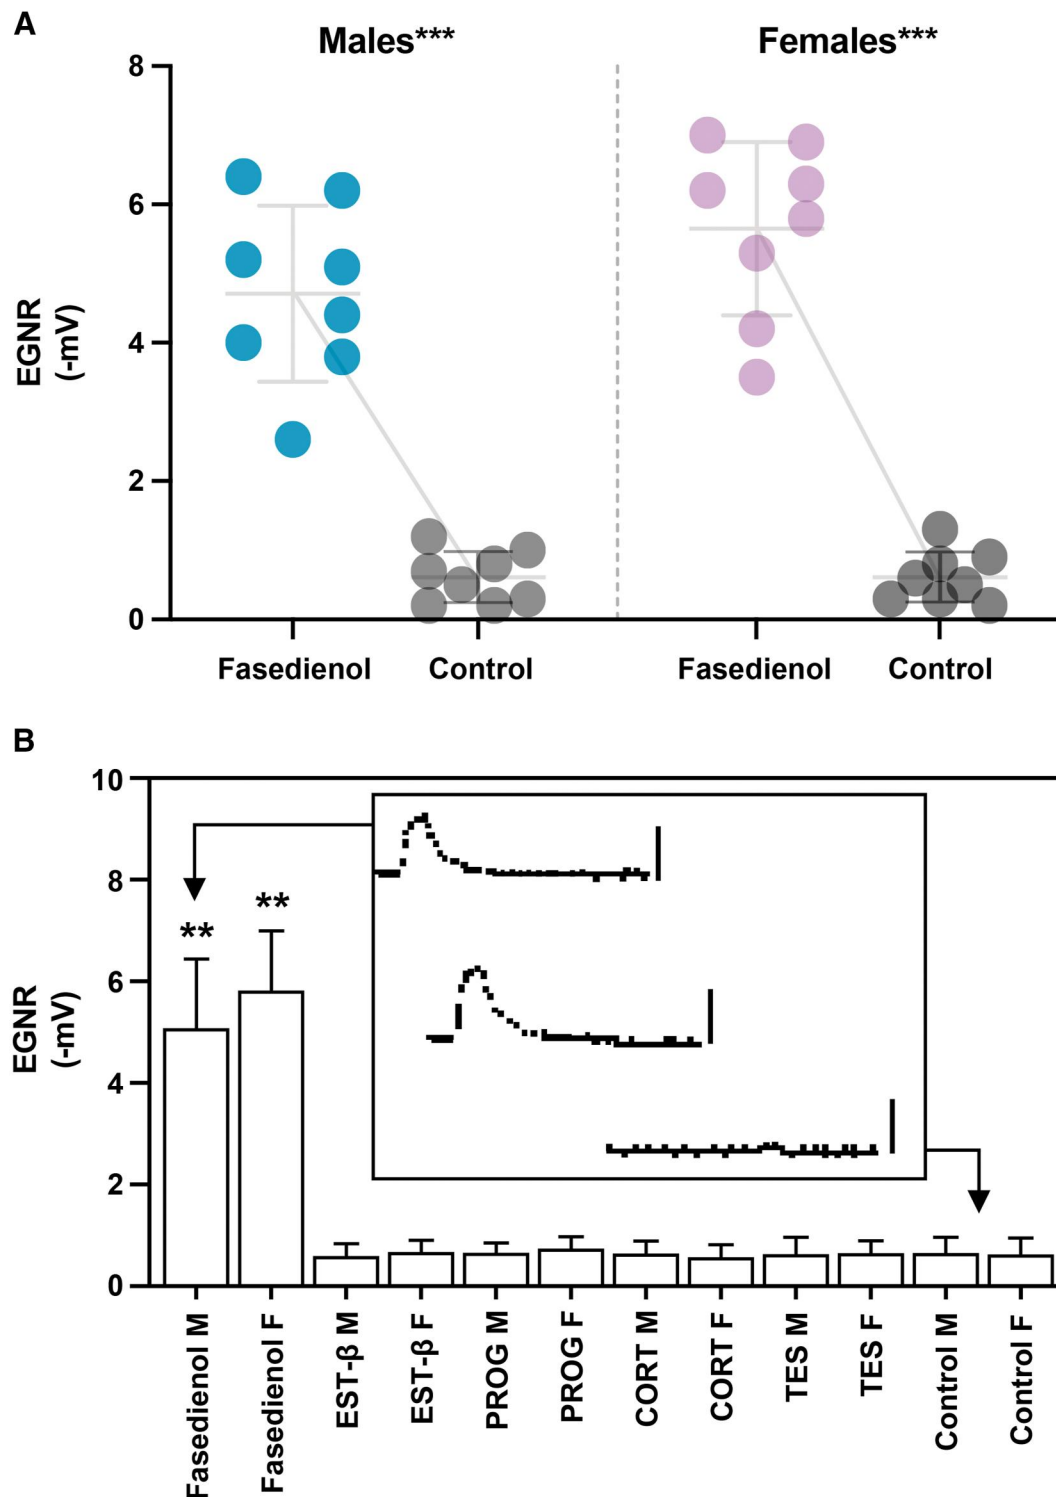 A
Males*** Females***
8
6
4
2
0
EGNR
(-mV)
Fasedienol Control Fasedienol Control
B
10
8
6
4
2
0
EGNR
(-mV)
**
**
Fasedienol M
Fasedienol F
EST-β M
EST-β F
PROG M
PROG F
CORT M
CORT F
TES M
TES F
Control M
Control F